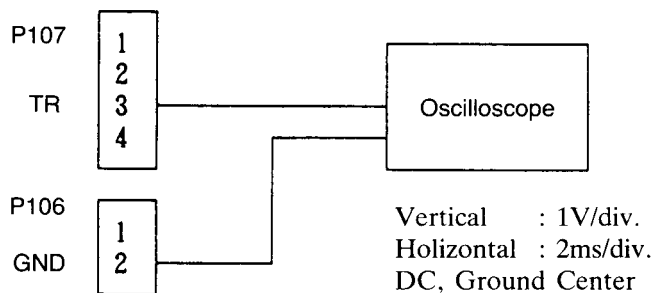 P107
1
2
TR 3
4
Oscilloscope
P106
1
GND 2
Vertical : 1V/div.
Holizontal : 2ms/div.
DC, Ground Center